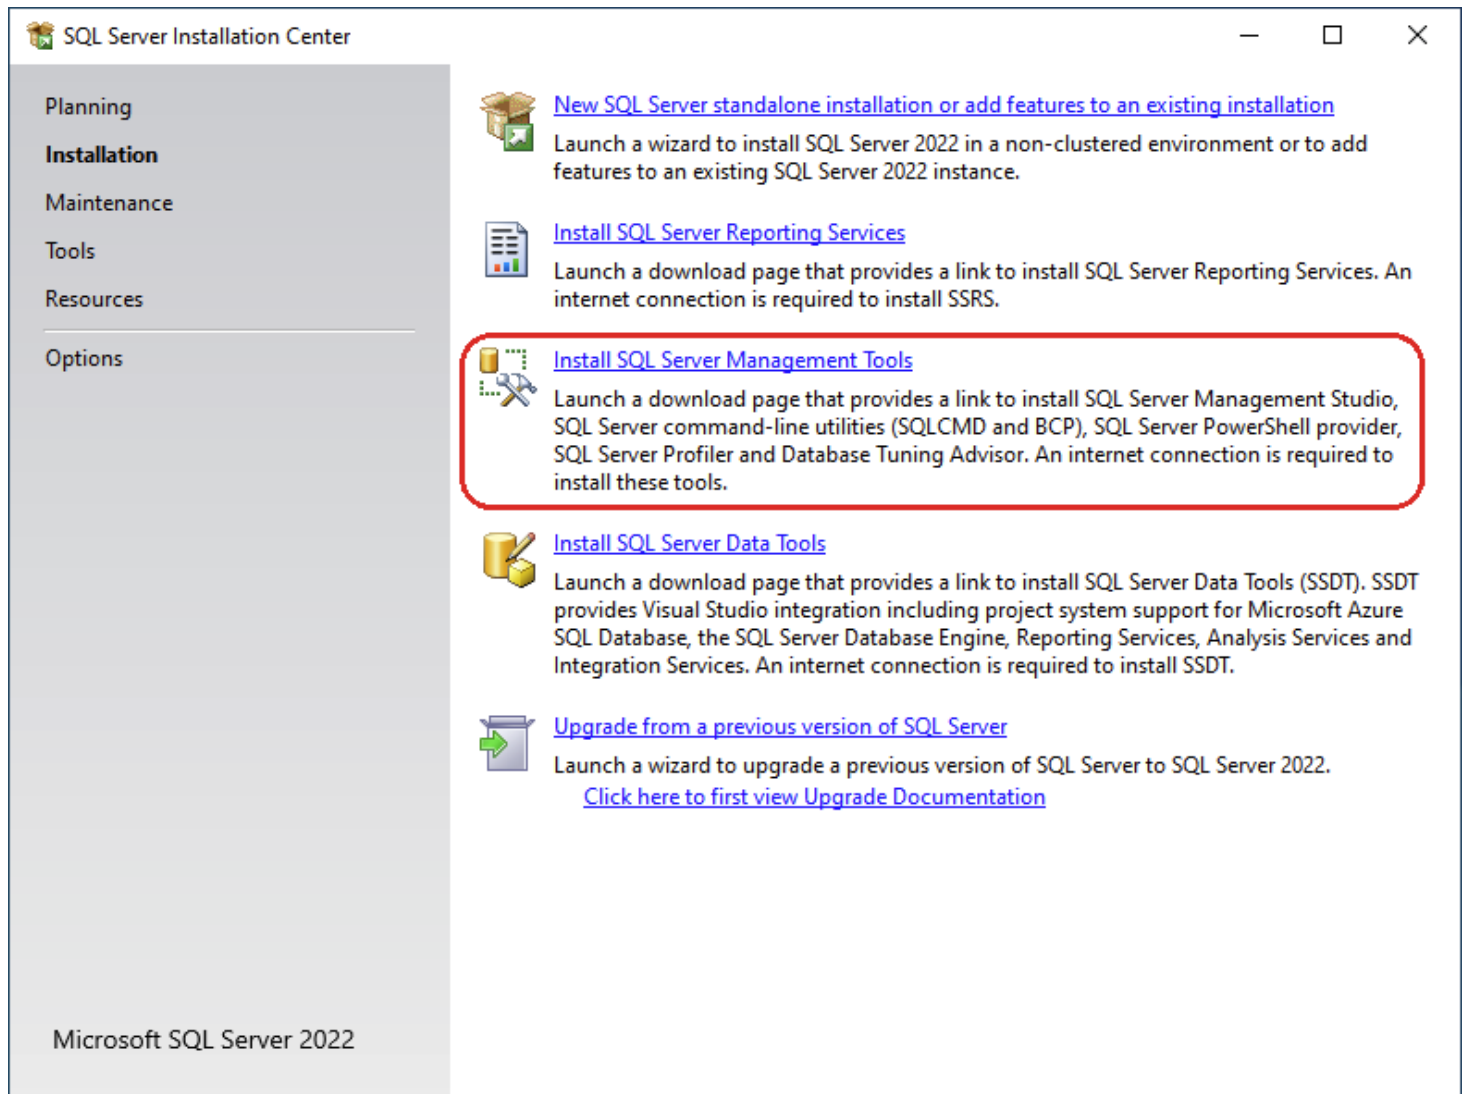 SQL Server Installation Center
Planning
Installation
Maintenance
Tools
Resources
Options
Microsoft SQL Server 2022
New SQL Server standalone installation or add features to an existing installation
Launch a wizard to install SQL Server 2022 in a non-clustered environment or to add
features to an existing SQL Server 2022 instance.
Install SQL Server Reporting Services
Launch a download page that provides a link to install SQL Server Reporting Services. An
internet connection is required to install SSRS.
Install SQL Server Management Tools
Launch a download page that provides a link to install SQL Server Management Studio,
SQL Server command-line utilities (SQLCMD and BCP), SQL Server PowerShell provider,
SQL Server Profiler and Database Tuning Advisor. An internet connection is required to
install these tools.
Install SQL Server Data Tools
Launch a download page that provides a link to install SQL Server Data Tools (SSDT). SSDT
provides Visual Studio integration including project system support for Microsoft Azure
SQL Database, the SQL Server Database Engine, Reporting Services, Analysis Services and
Integration Services. An internet connection is required to install SSDT.
Upgrade from a previous version of SQL Server
Launch a wizard to upgrade a previous version of SQL Server to SQL Server 2022.
Click here to first view Upgrade Documentation